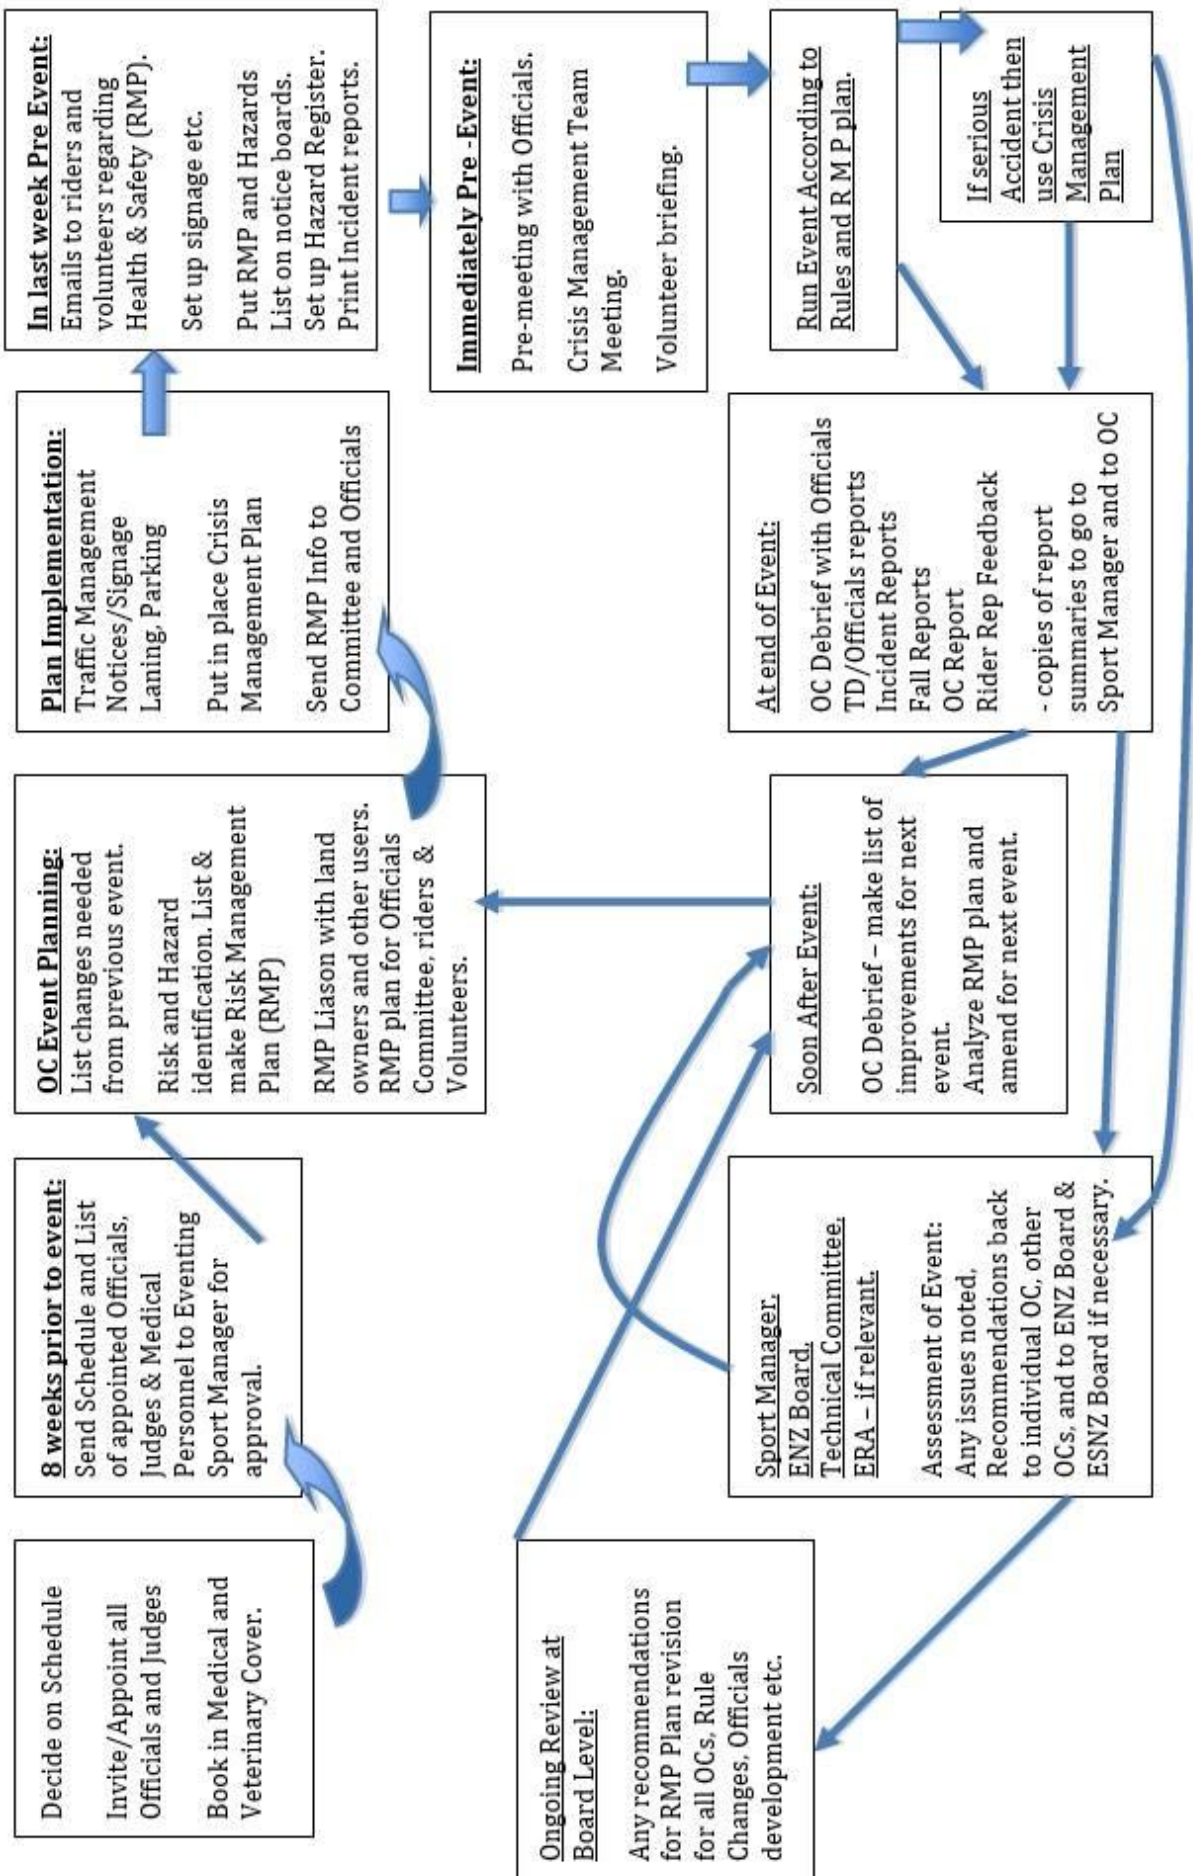 Decide on Schedule
Invite/Appoint all
Officials and Judges
Book in Medical and
Veterinary Cover.
8 weeks prior to event:
Send Schedule and List
of appointed Officials,
Judges & Medical
Personnel to Eventing
Sport Manager for
approval.
OC Event Planning:
List changes needed
from previous event.
Risk and Hazard
identification. List &
make Risk Management
Plan (RMP)
RMP Liason with land
owners and other users.
RMP plan for Officials
Committee, riders &
Volunteers.
Plan Implementation:
Traffic Management
Notices/Signage
Laning, Parking
Put in place Crisis
Management Plan
Send RMP Info to
Committee and Officials
In last week Pre Event:
Emails to riders and
volunteers regarding
Health & Safety (RMP).
Set up signage etc.
Put RMP and Hazards
List on notice boards.
Set up Hazard Register.
Print Incident reports.
Immediately Pre -Event:
Pre-meeting with Officials.
Crisis Management Team
Meeting.
Volunteer briefing.
Run Event According to
Rules and R M P plan.
If serious
Accident then
use Crisis
Management
Plan
At end of Event:
OC Debrief with Officials
TD/Officials reports
Incident Reports
Fall Reports
OC Report
Rider Rep Feedback
- copies of report
summaries to go to
Sport Manager and to OC
Soon After Event:
OC Debrief – make list of
improvements for next
event.
Analyze RMP plan and
amend for next event.
Sport Manager,
ENZ Board,
Technical Committee,
ERA – if relevant.
Assessment of Event:
Any issues noted,
Recommendations back
to individual OC, other
OCs, and to ENZ Board &
ESNZ Board if necessary.
Ongoing Review at
Board Level:
Any recommendations
for RMP Plan revision
for all OCs, Rule
Changes, Officials
development etc.